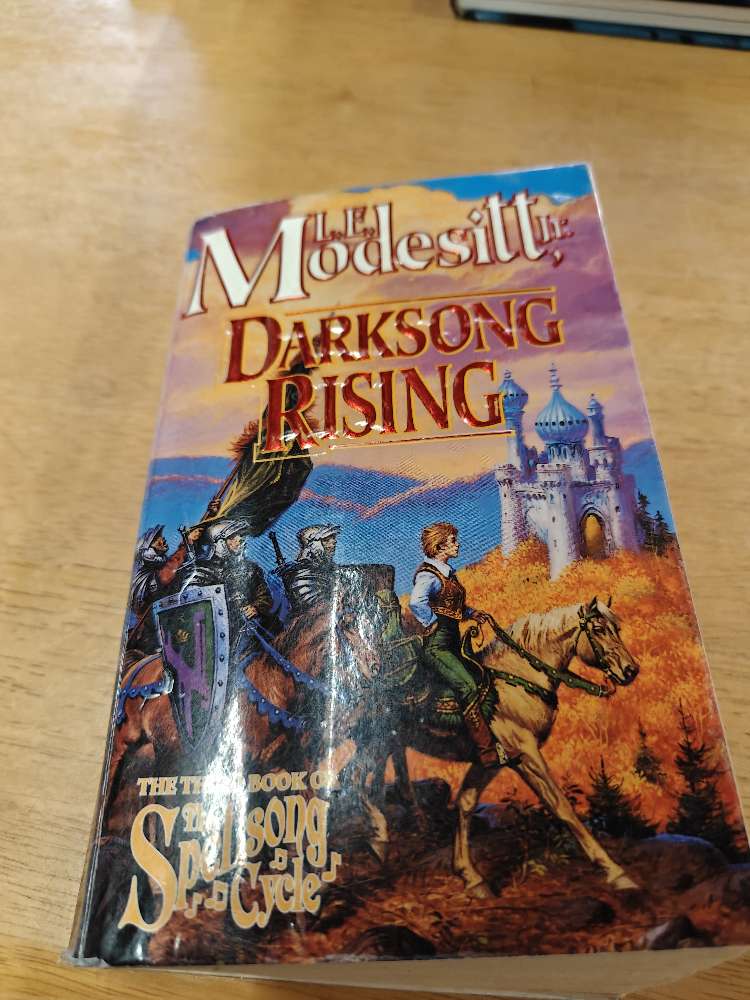 L.E.
Modesitt, Jr.
DARKSONG
RISING
THE THIRD BOOK OF
The
Spellsong
Cycle